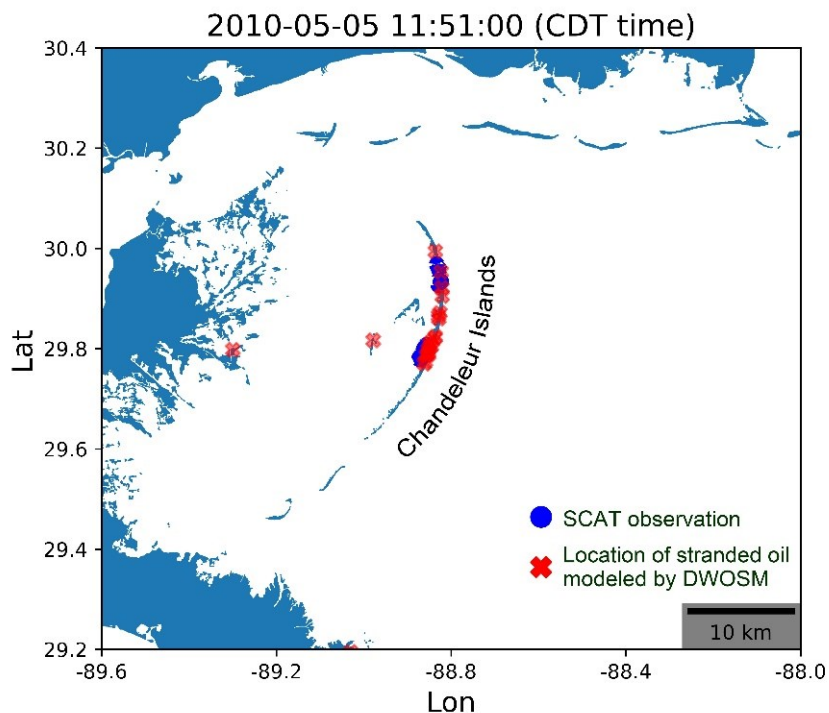 2010-05-05 11:51:00 (CDT time)
30.4
30.2
30.0
29.8
29.6
29.4
29.2
Lat
Chandeleur Islands
SCAT observation
Location of stranded oil
modeled by DWOSM
10 km
-89.6
-89.2
-88.8
-88.4
-88.0
Lon